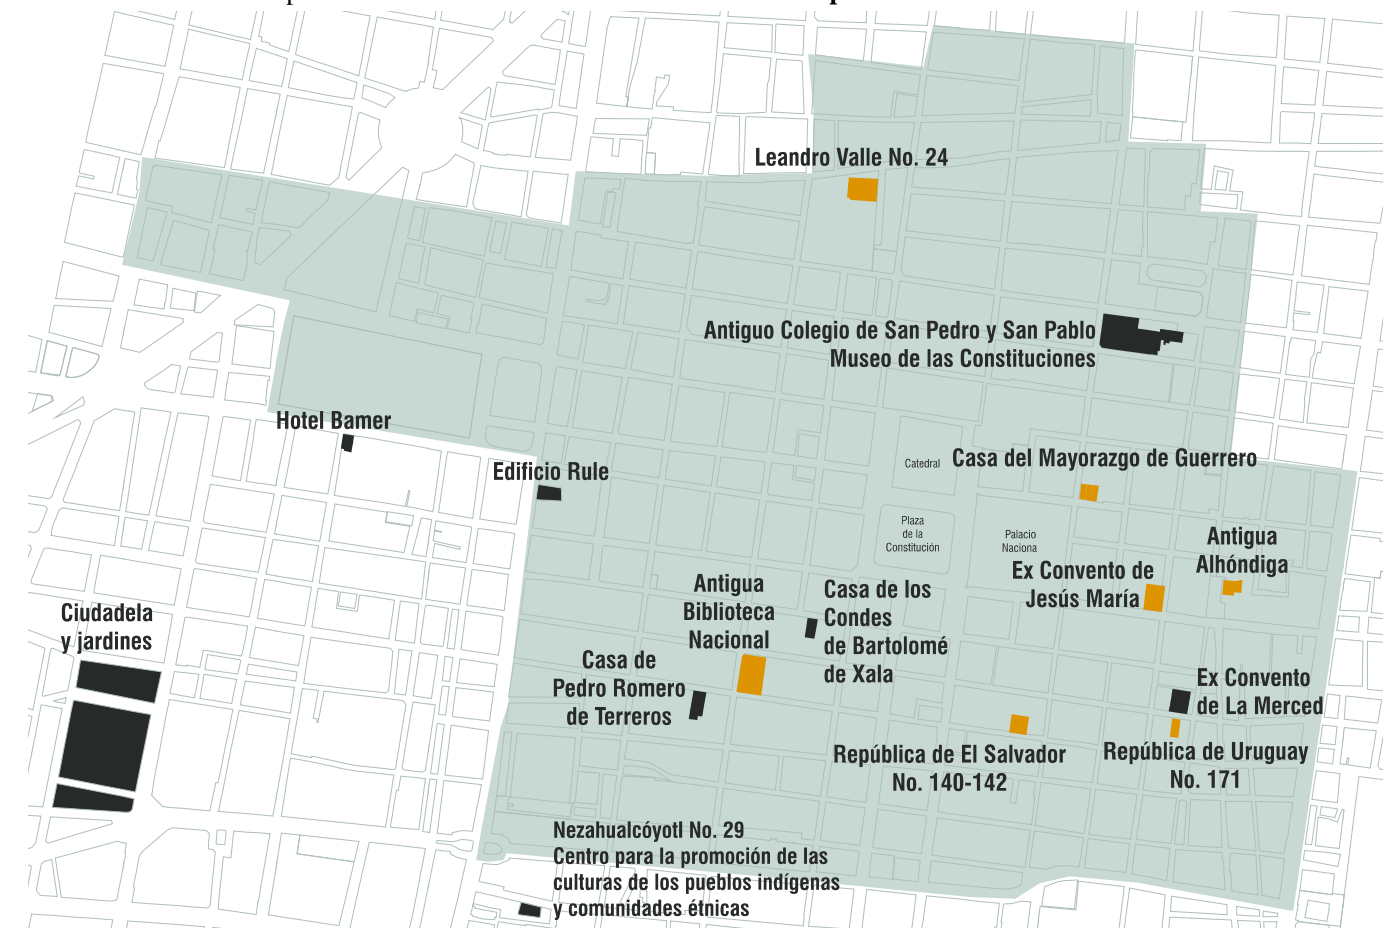 Leandro Valle No. 24
Antiguo Colegio de San Pedro y San Pablo
Museo de las Constituciones
Hotel Bamer
Edificio Rule
Catedral
Casa del Mayorazgo de Guerrero
Plaza
de la
Constitución
Palacio
Naciona
Antigua
Alhóndiga
Ex Convento de
Jesús María
Ciudadela
y jardines
Antigua
Biblioteca
Nacional
Casa de los
Condes
de Bartolomé
de Xala
Casa de
Pedro Romero
de Terreros
Ex Convento
de La Merced
República de El Salvador
No. 140-142
República de Uruguay
No. 171
Nezahualcóyotl No. 29
Centro para la promoción de las
culturas de los pueblos indígenas
y comunidades étnicas